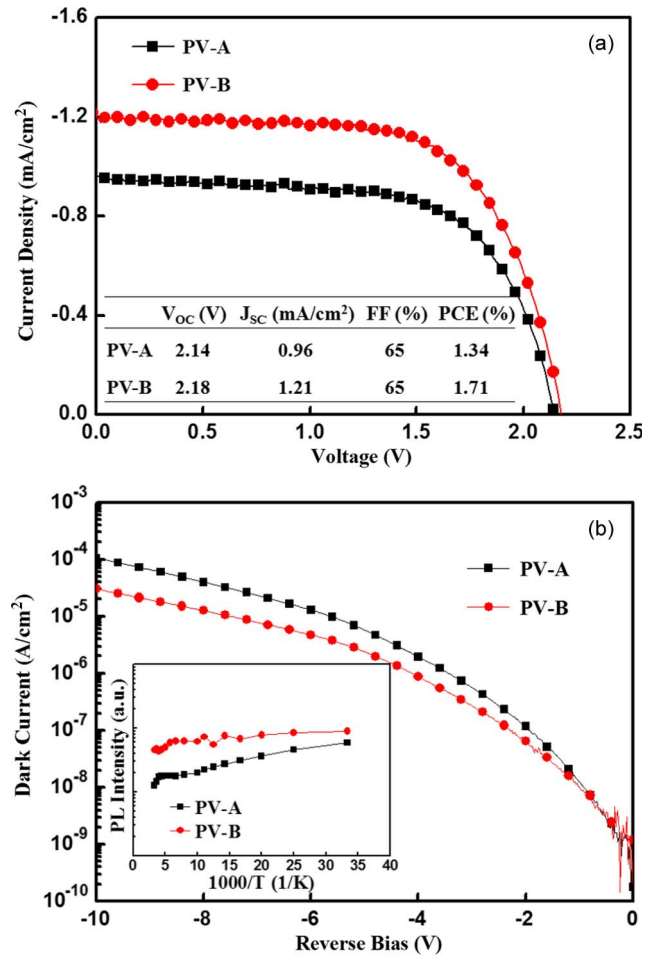 -1.6
(a)
PV-A
PV-B
-1.2
-0.8
-0.4
0.0
Current Density (mA/cm²)
V_OC (V) J_SC (mA/cm²) FF (%) PCE (%)
PV-A 2.14 0.96 65 1.34
PV-B 2.18 1.21 65 1.71
0.0 0.5 1.0 1.5 2.0 2.5
Voltage (V)
10⁻³
(b)
PV-A
PV-B
10⁻⁴
10⁻⁵
10⁻⁶
10⁻⁷
10⁻⁸
10⁻⁹
10⁻¹⁰
Dark Current (A/cm²)
PL Intensity (a.u.)
PV-A
PV-B
0 5 10 15 20 25 30 35 40
1000/T (1/K)
-10 -8 -6 -4 -2 0
Reverse Bias (V)